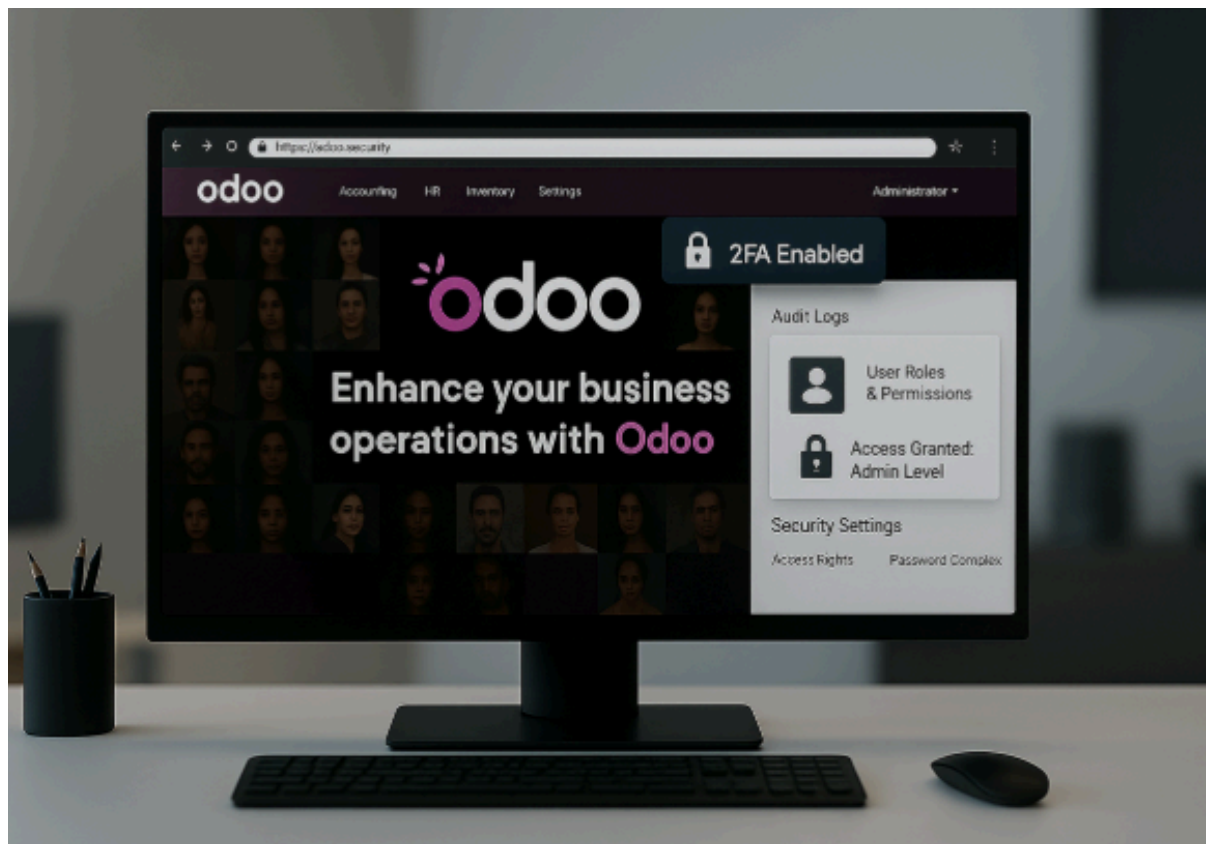 https://odoo.security
odoo Accounting HR Inventory Settings Administrator
2FA Enabled
odoo
Enhance your business
operations with Odoo
Audit Logs
User Roles
& Permissions
Access Granted:
Admin Level
Security Settings
Access Rights Password Complex